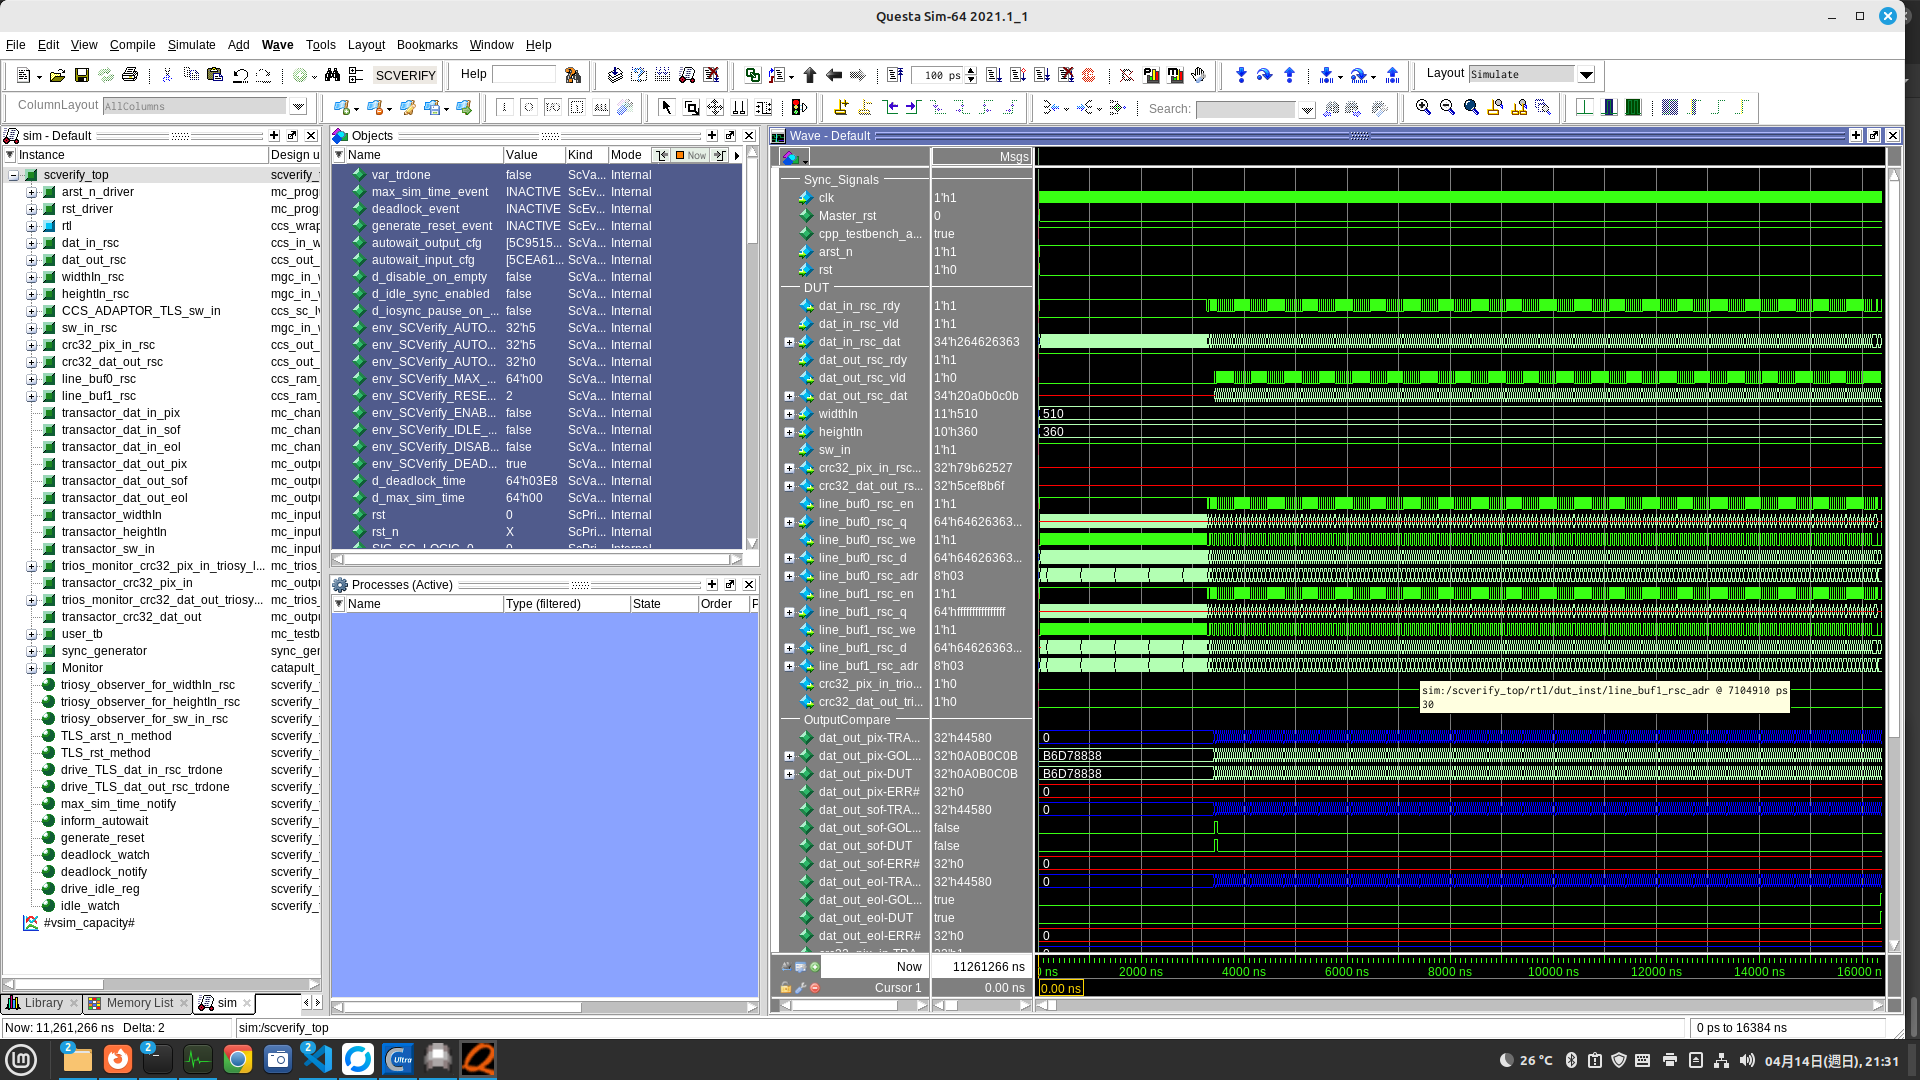 Questa Sim-64 2021.1_1
File Edit View Compile Simulate Add Wave Tools Layout Bookmarks Window Help
SCVERIFY Help 100 ps Layout Simulate
ColumnLayout AllColumns Search:
sim - Default
Instance Design u
scverify_top scverify_
arst_n_driver mc_prog
rst_driver mc_prog
rtl ccs_wrap
dat_in_rsc ccs_in_w
dat_out_rsc ccs_out_
widthIn_rsc mgc_in_v
heightIn_rsc mgc_in_v
CCS_ADAPTOR_TLS_sw_in ccs_sc_lv
sw_in_rsc mgc_in_v
crc32_pix_in_rsc ccs_out_
crc32_dat_out_rsc ccs_out_
line_buf0_rsc ccs_ram_
line_buf1_rsc ccs_ram_
transactor_dat_in_pix mc_chan
transactor_dat_in_sof mc_chan
transactor_dat_in_eol mc_chan
transactor_dat_out_pix mc_outpu
transactor_dat_out_sof mc_outpu
transactor_dat_out_eol mc_outpu
transactor_widthIn mc_input
transactor_heightIn mc_input
transactor_sw_in mc_input
trios_monitor_crc32_pix_in_triosy_l... mc_trios_
transactor_crc32_pix_in mc_outpu
trios_monitor_crc32_dat_out_triosy... mc_trios_
transactor_crc32_dat_out mc_outpu
user_tb mc_testb
sync_generator sync_ger
Monitor catapult_
triosy_observer_for_widthIn_rsc scverify_
triosy_observer_for_heightIn_rsc scverify_
triosy_observer_for_sw_in_rsc scverify_
TLS_arst_n_method scverify_
TLS_rst_method scverify_
drive_TLS_dat_in_rsc_trdone scverify_
drive_TLS_dat_out_rsc_trdone scverify_
max_sim_time_notify scverify_
inform_autowait scverify_
generate_reset scverify_
deadlock_watch scverify_
deadlock_notify scverify_
drive_idle_reg scverify_
idle_watch scverify_
#vsim_capacity#
Library Memory List sim
Objects
Name Value Kind Mode Now
var_trdone false ScVa... Internal
max_sim_time_event INACTIVE ScEv... Internal
deadlock_event INACTIVE ScEv... Internal
generate_reset_event INACTIVE ScEv... Internal
autowait_output_cfg [5C9515... ScVa... Internal
autowait_input_cfg [5CEA61... ScVa... Internal
d_disable_on_empty false ScVa... Internal
d_idle_sync_enabled false ScVa... Internal
d_iosync_pause_on_... false ScVa... Internal
env_SCVerify_AUTO... 32'h5 ScVa... Internal
env_SCVerify_AUTO... 32'h5 ScVa... Internal
env_SCVerify_AUTO... 32'h0 ScVa... Internal
env_SCVerify_MAX_... 64'h00 ScVa... Internal
env_SCVerify_RESE... 2 ScVa... Internal
env_SCVerify_ENAB... false ScVa... Internal
env_SCVerify_IDLE_... false ScVa... Internal
env_SCVerify_DISAB... false ScVa... Internal
env_SCVerify_DEAD... true ScVa... Internal
d_deadlock_time 64'h03E8 ScVa... Internal
d_max_sim_time 64'h00 ScVa... Internal
rst 0 ScPri... Internal
rst_n X ScPri... Internal
Processes (Active)
Name Type (filtered) State Order P
Wave - Default
Msgs
Sync_Signals
clk 1'h1
Master_rst 0
cpp_testbench_a... true
arst_n 1'h1
rst 1'h0
DUT
dat_in_rsc_rdy 1'h1
dat_in_rsc_vld 1'h1
dat_in_rsc_dat 34'h264626363
dat_out_rsc_rdy 1'h1
dat_out_rsc_vld 1'h0
dat_out_rsc_dat 34'h20a0b0c0b
widthIn 11'h510 510
heightIn 10'h360 360
sw_in 1'h1
crc32_pix_in_rsc... 32'h79b62527
crc32_dat_out_rs... 32'h5cef8b6f
line_buf0_rsc_en 1'h1
line_buf0_rsc_q 64'h64626363...
line_buf0_rsc_we 1'h1
line_buf0_rsc_d 64'h64626363...
line_buf0_rsc_adr 8'h03
line_buf1_rsc_en 1'h1
line_buf1_rsc_q 64'hffffffffffffffff
line_buf1_rsc_we 1'h1
line_buf1_rsc_d 64'h64626363...
line_buf1_rsc_adr 8'h03
crc32_pix_in_trio... 1'h0
crc32_dat_out_tri... 1'h0
sim:/scverify_top/rtl/dut_inst/line_buf1_rsc_adr @ 7104910 ps
30
OutputCompare
dat_out_pix-TRA... 32'h44580 0
dat_out_pix-GOL... 32'h0A0B0C0B B6D78838
dat_out_pix-DUT 32'h0A0B0C0B B6D78838
dat_out_pix-ERR# 32'h0 0
dat_out_sof-TRA... 32'h44580 0
dat_out_sof-GOL... false
dat_out_sof-DUT false
dat_out_sof-ERR# 32'h0 0
dat_out_eol-TRA... 32'h44580 0
dat_out_eol-GOL... true
dat_out_eol-DUT true
dat_out_eol-ERR# 32'h0 0
Now 11261266 ns
ns 2000 ns 4000 ns 6000 ns 8000 ns 10000 ns 12000 ns 14000 ns 16000 n
Cursor 1 0.00 ns 0.00 ns
Now: 11,261,266 ns Delta: 2 sim:/scverify_top 0 ps to 16384 ns
2 2 2 Ultra 26 °C 04月14日(週日), 21:31